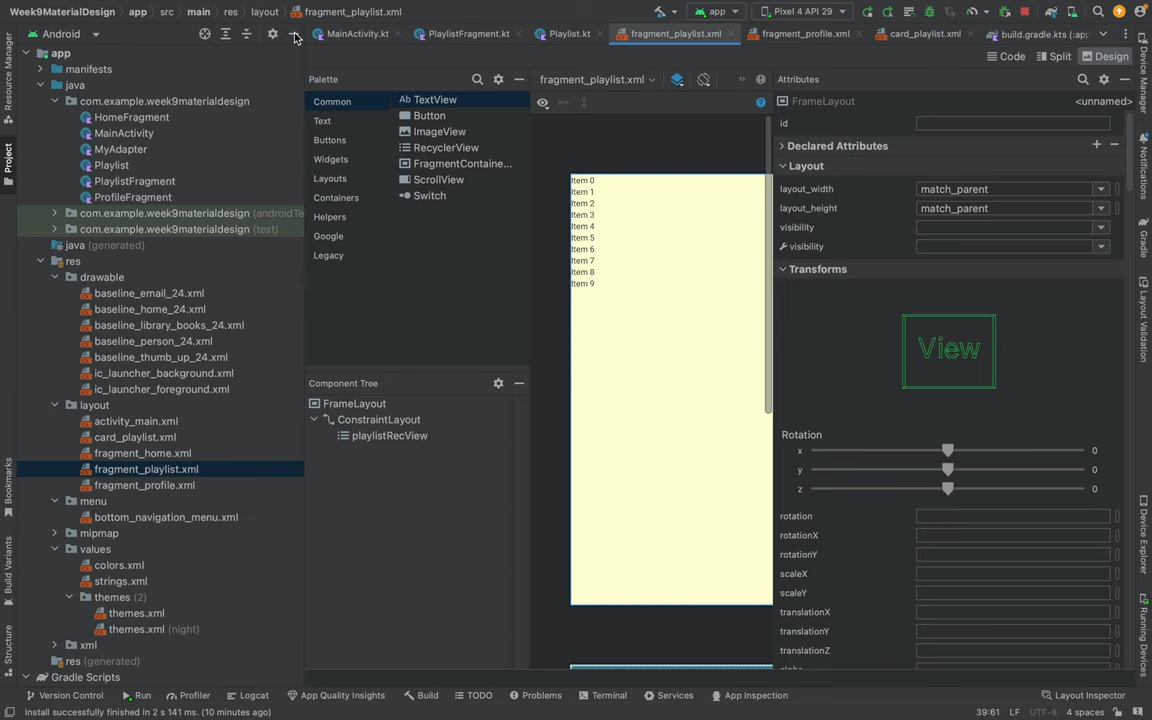 Week9MaterialDesign app src main res layout fragment_playlist.xml app Pixel 4 API 29
Android MainActivity.kt PlaylistFragment.kt Playlist.kt fragment_playlist.xml fragment_profile.xml card_playlist.xml build.gradle.kts (:app)
Code Split Design
Resource Manager
Project
Bookmarks
Build Variants
Structure
app
manifests
java
com.example.week9materialdesign
HomeFragment
MainActivity
MyAdapter
Playlist
PlaylistFragment
ProfileFragment
com.example.week9materialdesign (androidTe
com.example.week9materialdesign (test)
java (generated)
res
drawable
baseline_email_24.xml
baseline_home_24.xml
baseline_library_books_24.xml
baseline_person_24.xml
baseline_thumb_up_24.xml
ic_launcher_background.xml
ic_launcher_foreground.xml
layout
activity_main.xml
card_playlist.xml
fragment_home.xml
fragment_playlist.xml
fragment_profile.xml
menu
bottom_navigation_menu.xml
mipmap
values
colors.xml
strings.xml
themes (2)
themes.xml
themes.xml (night)
xml
res (generated)
Gradle Scripts
Palette
Common
Text
Buttons
Widgets
Layouts
Containers
Helpers
Google
Legacy
Ab TextView
Button
ImageView
RecyclerView
FragmentContaine...
ScrollView
Switch
Component Tree
FrameLayout
ConstraintLayout
playlistRecView
fragment_playlist.xml
Item 0
Item 1
Item 2
Item 3
Item 4
Item 5
Item 6
Item 7
Item 8
Item 9
Attributes
FrameLayout <unnamed>
id
Declared Attributes
Layout
layout_width match_parent
layout_height match_parent
visibility
visibility
Transforms
View
Rotation
x 0
y 0
z 0
rotation
rotationX
rotationY
scaleX
scaleY
translationX
translationY
translationZ
Device Manager
Notifications
Gradle
Layout Validation
Device Explorer
Running Devices
Version Control Run Profiler Logcat App Quality Insights Build TODO Problems Terminal Services App Inspection Layout Inspector
Install successfully finished in 2 s 141 ms. (10 minutes ago) 39:61 LF UTF-8 4 spaces